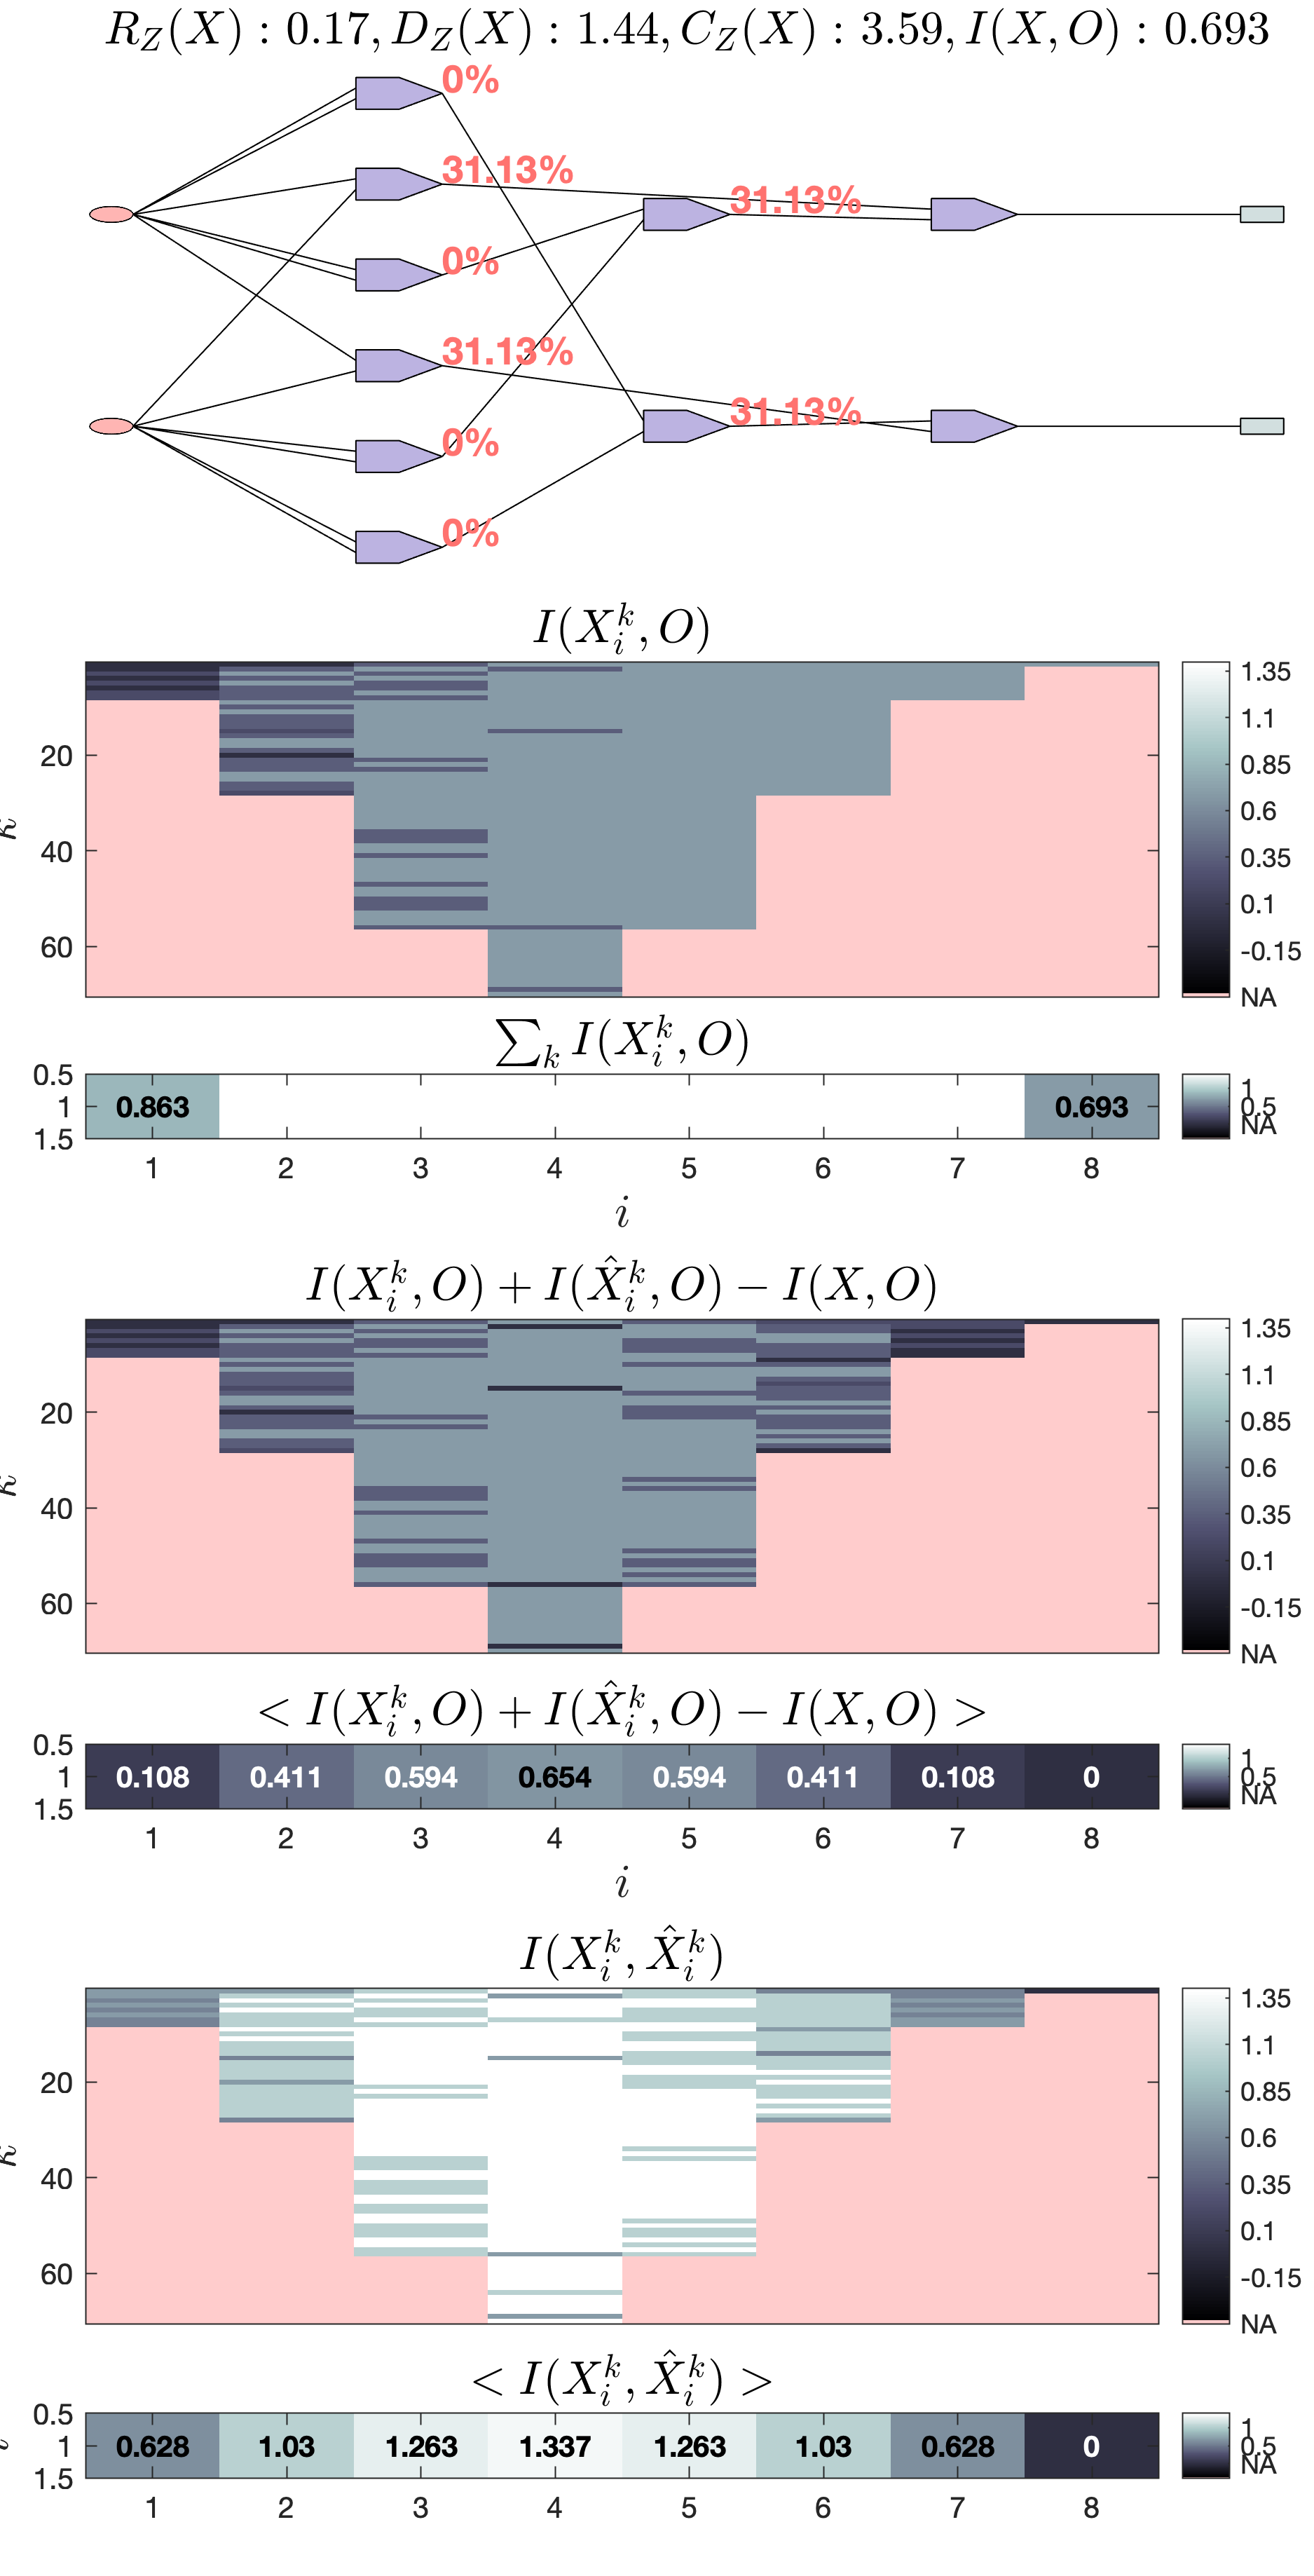 R_Z(X) : 0.17, D_Z(X) : 1.44, C_Z(X) : 3.59, I(X, O) : 0.693
0%
31.13%
31.13%
0%
31.13%
31.13%
0%
0%
I(X_i^k, O)
1.35
1.1
0.85
0.6
0.35
0.1
-0.15
NA
20
40
60
k
∑_k I(X_i^k, O)
0.5
1
1.5
0.863 0.693
1
0.5
NA
1 2 3 4 5 6 7 8
i
I(X_i^k, O) + I(X̂_i^k, O) − I(X, O)
1.35
1.1
0.85
0.6
0.35
0.1
-0.15
NA
20
40
60
k
< I(X_i^k, O) + I(X̂_i^k, O) − I(X, O) >
0.5
1
1.5
0.108 0.411 0.594 0.654 0.594 0.411 0.108 0
1
0.5
NA
1 2 3 4 5 6 7 8
i
I(X_i^k, X̂_i^k)
1.35
1.1
0.85
0.6
0.35
0.1
-0.15
NA
20
40
60
k
< I(X_i^k, X̂_i^k) >
0.5
1
1.5
0.628 1.03 1.263 1.337 1.263 1.03 0.628 0
1
0.5
NA
1 2 3 4 5 6 7 8